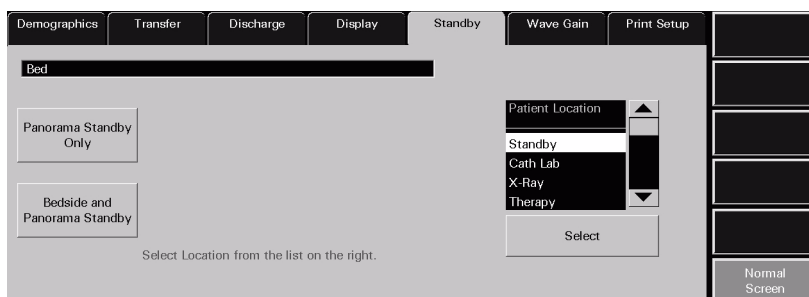 Demographics Transfer Discharge Display Standby Wave Gain Print Setup
Bed
Panorama Standby
Only
Bedside and
Panorama Standby
Select Location from the list on the right.
Patient Location
Standby
Cath Lab
X-Ray
Therapy
Select
Normal
Screen